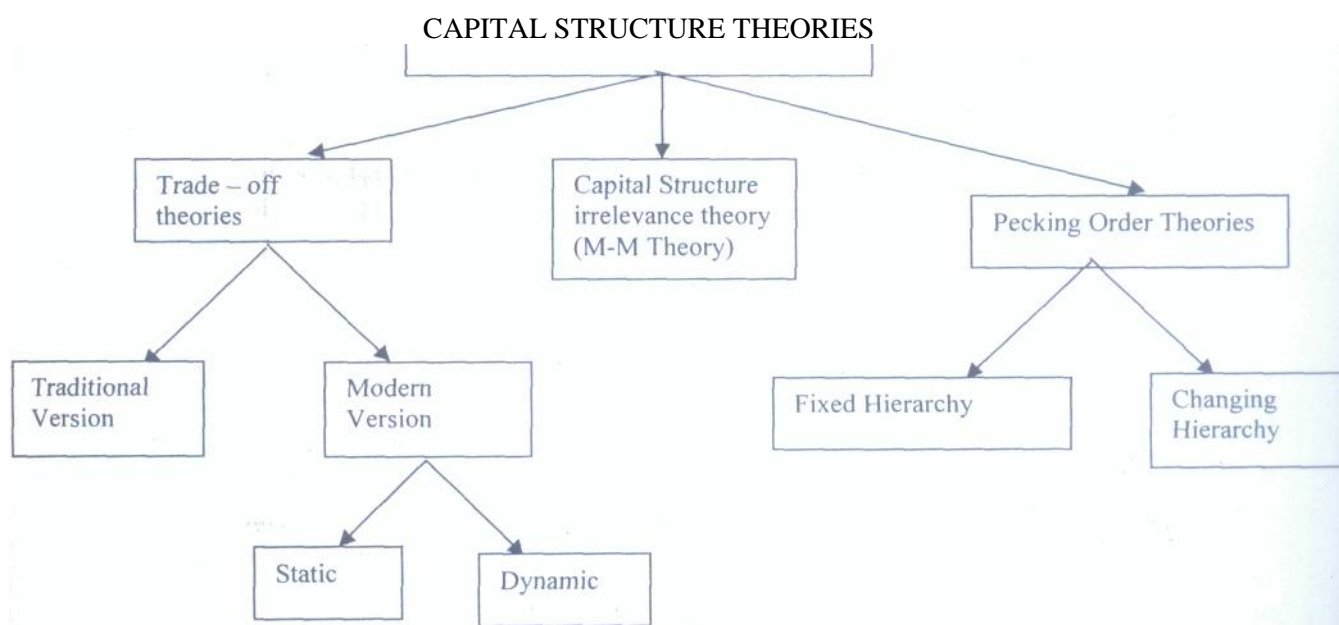 CAPITAL STRUCTURE THEORIES
Trade – off
theories
Capital Structure
irrelevance theory
(M-M Theory)
Pecking Order Theories
Traditional
Version
Modern
Version
Fixed Hierarchy
Changing
Hierarchy
Static
Dynamic